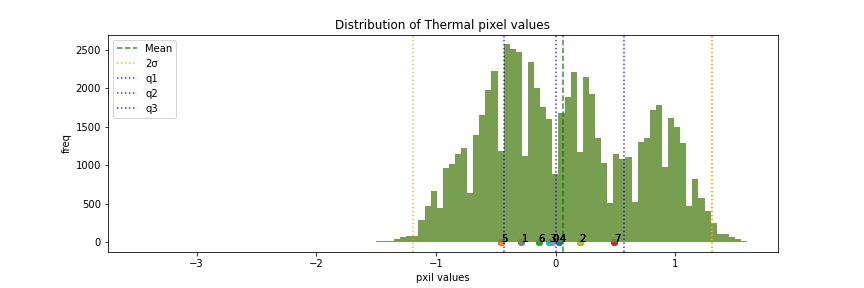 Distribution of Thermal pixel values
Mean
2σ
q1
q2
q3
2500
2000
1500
1000
500
0
freq
5 1 6 3 0 4 2 7
−3 −2 −1 0 1
pxil values